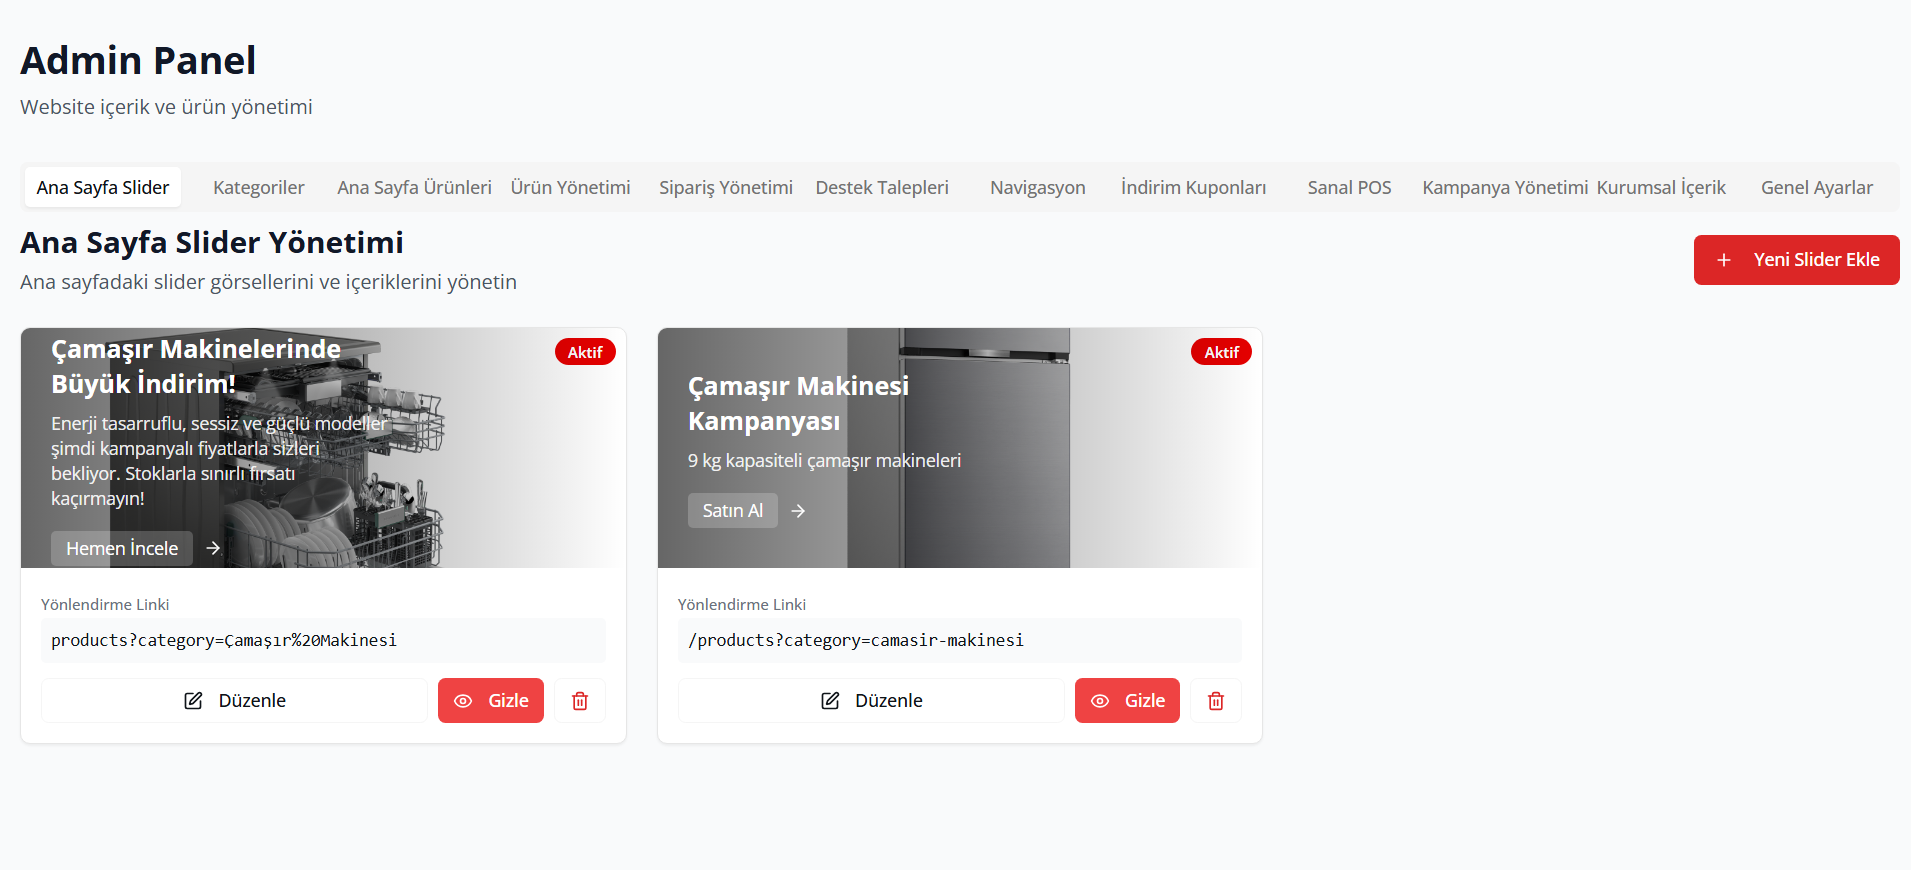 Admin Panel
Website içerik ve ürün yönetimi
Ana Sayfa Slider
Kategoriler
Ana Sayfa Ürünleri
Ürün Yönetimi
Sipariş Yönetimi
Destek Talepleri
Navigasyon
İndirim Kuponları
Sanal POS
Kampanya Yönetimi
Kurumsal İçerik
Genel Ayarlar
Ana Sayfa Slider Yönetimi
Ana sayfadaki slider görsellerini ve içeriklerini yönetin
Yeni Slider Ekle
Çamaşır Makinelerinde
Büyük İndirim!
Aktif
Enerji tasarruflu, sessiz ve güçlü modeller
şimdi kampanyalı fiyatlarla sizleri
bekliyor. Stoklarla sınırlı fırsatı
kaçırmayın!
Hemen İncele
Yönlendirme Linki
products?category=Çamaşır%20Makinesi
Düzenle
Gizle
Aktif
Çamaşır Makinesi
Kampanyası
9 kg kapasiteli çamaşır makineleri
Satın Al
Yönlendirme Linki
/products?category=camasir-makinesi
Düzenle
Gizle